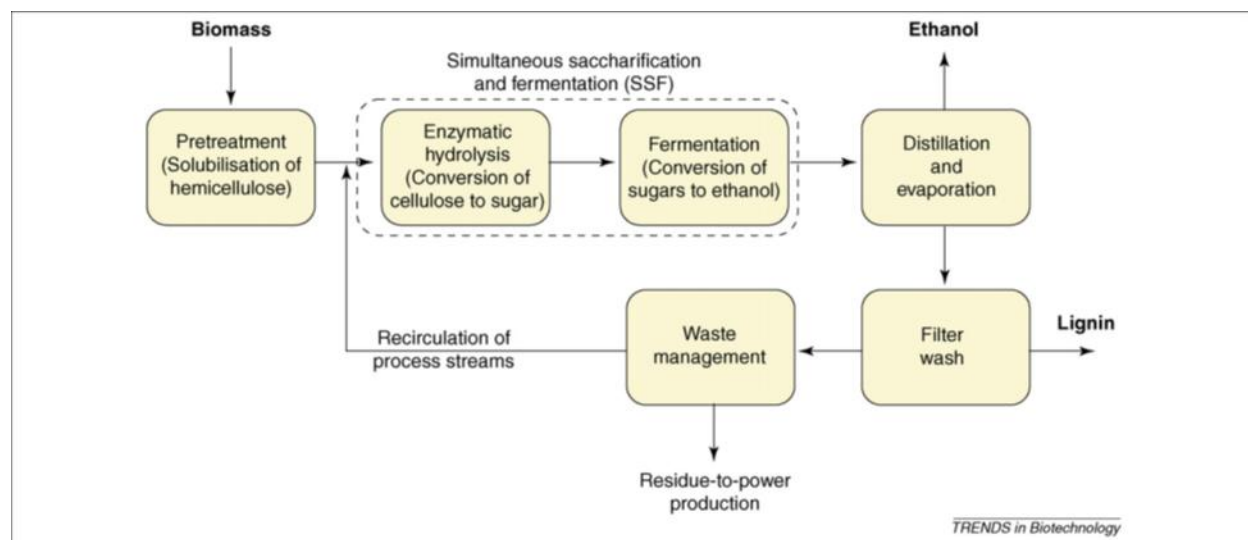 Biomass
Ethanol
Simultaneous saccharification
and fermentation (SSF)
Pretreatment
(Solubilisation of
hemicellulose)
Enzymatic
hydrolysis
(Conversion of
cellulose to sugar)
Fermentation
(Conversion of
sugars to ethanol)
Distillation
and
evaporation
Recirculation of
process streams
Waste
management
Filter
wash
Lignin
Residue-to-power
production
TRENDS in Biotechnology